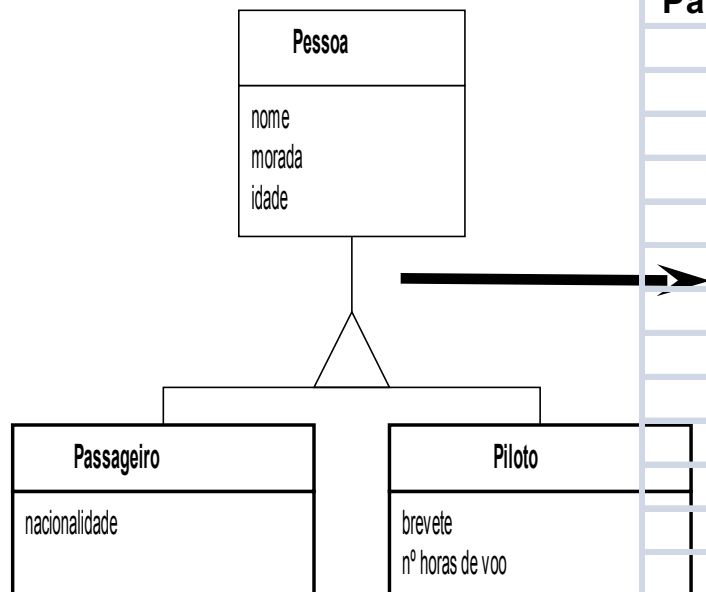 Pessoa
nome
morada
idade
Passageiro
nacionalidade
Piloto
brevete
nº horas de voo